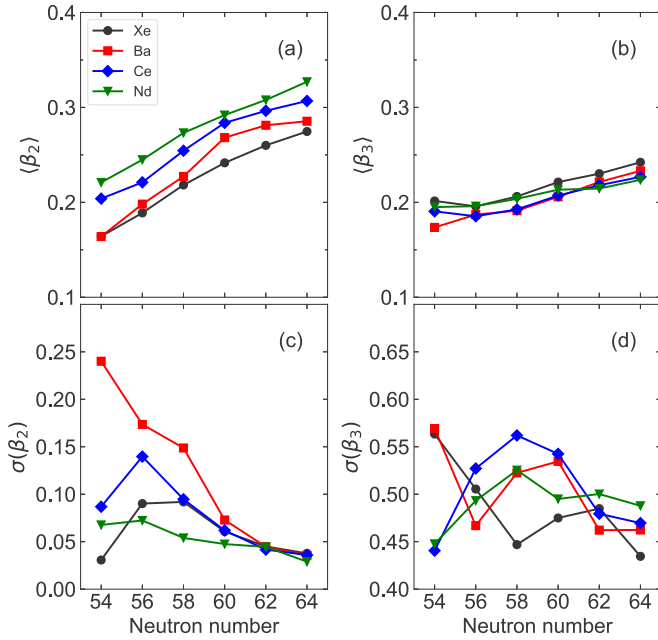 Xe
Ba
Ce
Nd
(a)
(b)
0.4
0.3
0.2
0.1
⟨β₂⟩
0.4
0.3
0.2
0.1
⟨β₃⟩
(c)
(d)
0.25
0.20
0.15
0.10
0.05
0.00
σ(β₂)
0.65
0.60
0.55
0.50
0.45
0.40
σ(β₃)
54 56 58 60 62 64
Neutron number
54 56 58 60 62 64
Neutron number